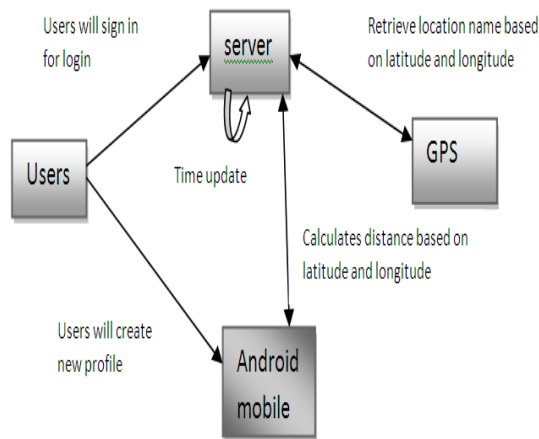 Users will sign in
for login
server
Retrieve location name based
on latitude and longitude
Users
Time update
GPS
Calculates distance based on
latitude and longitude
Users will create
new profile
Android
mobile